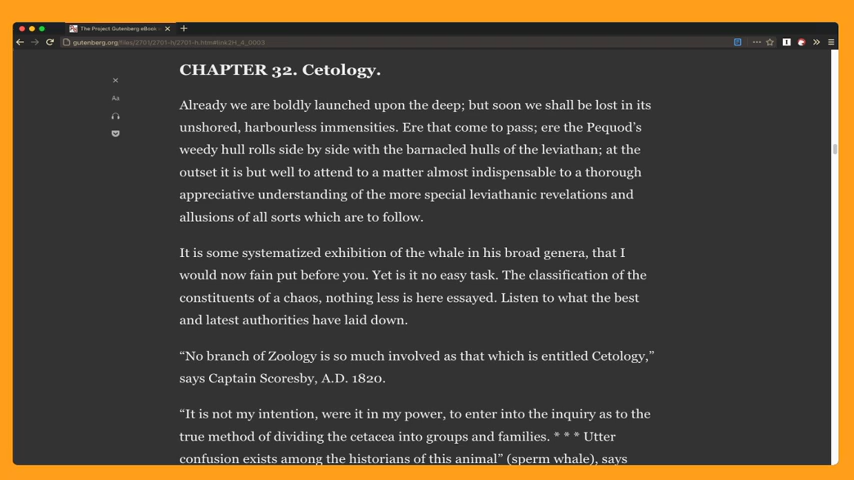 The Project Gutenberg eBook
gutenberg.org/files/2701/2701-h/2701-h.htm#link2H_4_0003
CHAPTER 32. Cetology.
Aa
Already we are boldly launched upon the deep; but soon we shall be lost in its
unshored, harbourless immensities. Ere that come to pass; ere the Pequod’s
weedy hull rolls side by side with the barnacled hulls of the leviathan; at the
outset it is but well to attend to a matter almost indispensable to a thorough
appreciative understanding of the more special leviathanic revelations and
allusions of all sorts which are to follow.
It is some systematized exhibition of the whale in his broad genera, that I
would now fain put before you. Yet is it no easy task. The classification of the
constituents of a chaos, nothing less is here essayed. Listen to what the best
and latest authorities have laid down.
“No branch of Zoology is so much involved as that which is entitled Cetology,”
says Captain Scoresby, A.D. 1820.
“It is not my intention, were it in my power, to enter into the inquiry as to the
true method of dividing the cetacea into groups and families. * * * Utter
confusion exists among the historians of this animal” (sperm whale), says